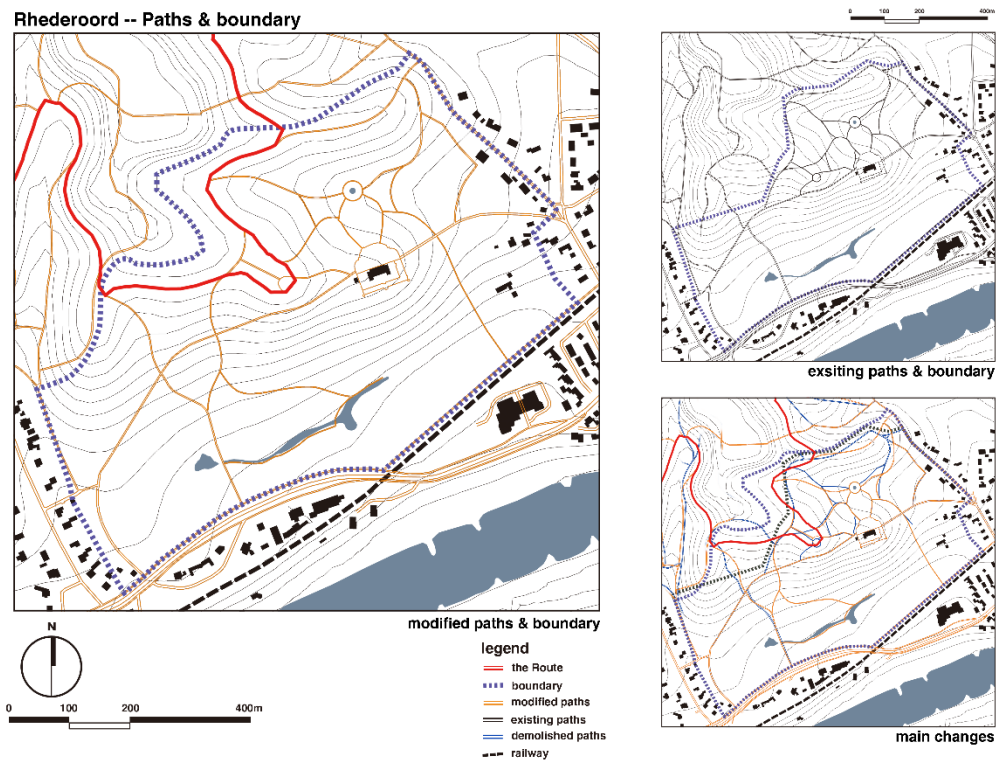 Rhederoord -- Paths & boundary
0 100 200 400m
exsiting paths & boundary
modified paths & boundary
main changes
N
0 100 200 400m
legend
the Route
boundary
modified paths
existing paths
demolished paths
railway